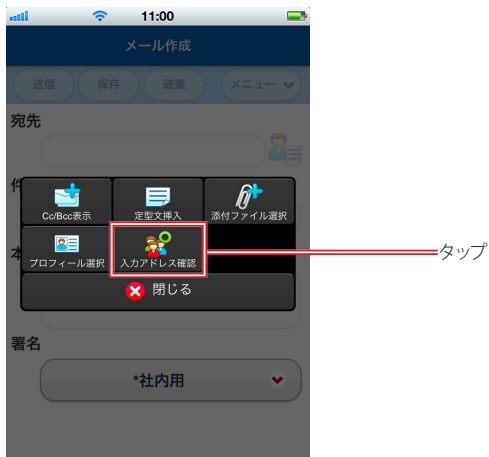 11:00
メール作成
送信 保存 破棄 メニュー
宛先
件
Cc/Bcc表示 定型文挿入 添付ファイル選択
本
プロフィール選択 入力アドレス確認
タップ
閉じる
署名
*社内用